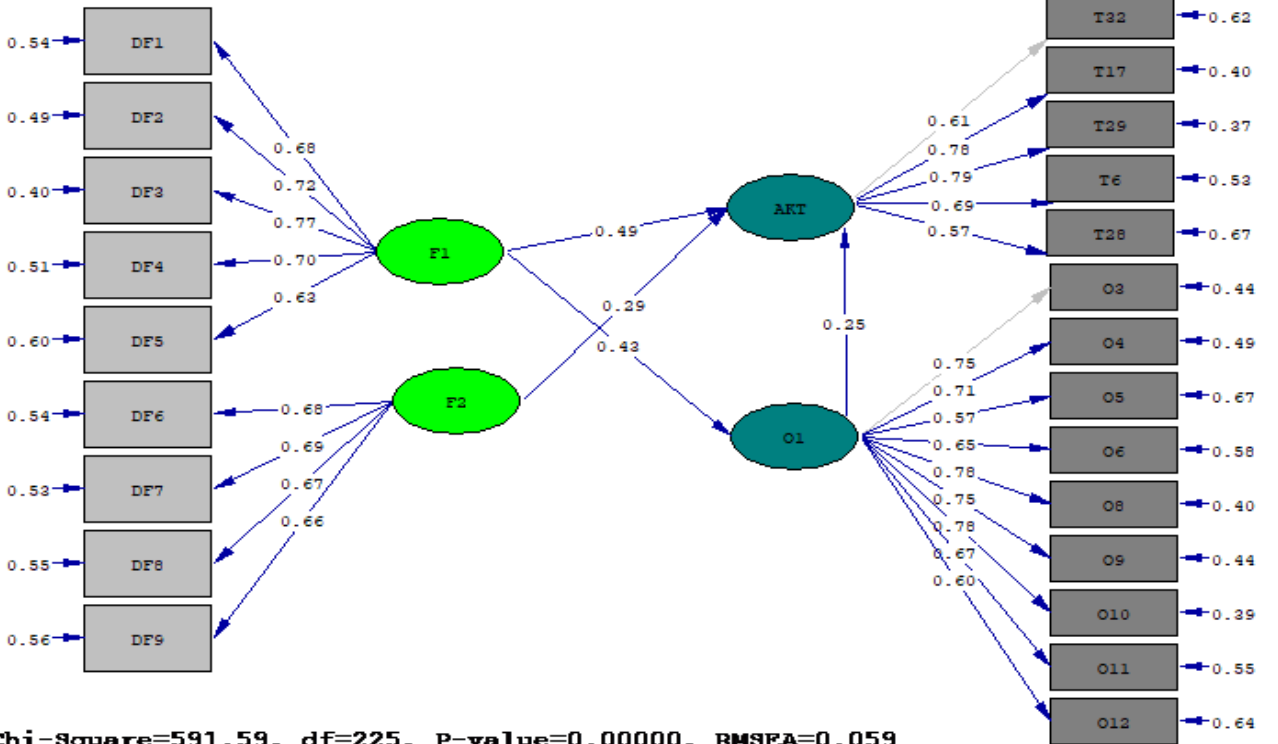 0.54 DF1
0.49 DF2
0.40 DF3
0.51 DF4
0.60 DF5
0.54 DF6
0.53 DF7
0.55 DF8
0.56 DF9
0.68
0.72
0.77
0.70
0.63
0.68
0.69
0.67
0.66
F1
F2
0.49
0.29
0.43
AKT
0.25
O1
0.61
0.78
0.79
0.69
0.57
0.75
0.71
0.57
0.65
0.78
0.75
0.78
0.67
0.60
T32 0.62
T17 0.40
T29 0.37
T6 0.53
T28 0.67
O3 0.44
O4 0.49
O5 0.67
O6 0.58
O8 0.40
O9 0.44
O10 0.39
O11 0.55
O12 0.64
Chi-Square=591.59, df=225, P-value=0.00000, RMSEA=0.059